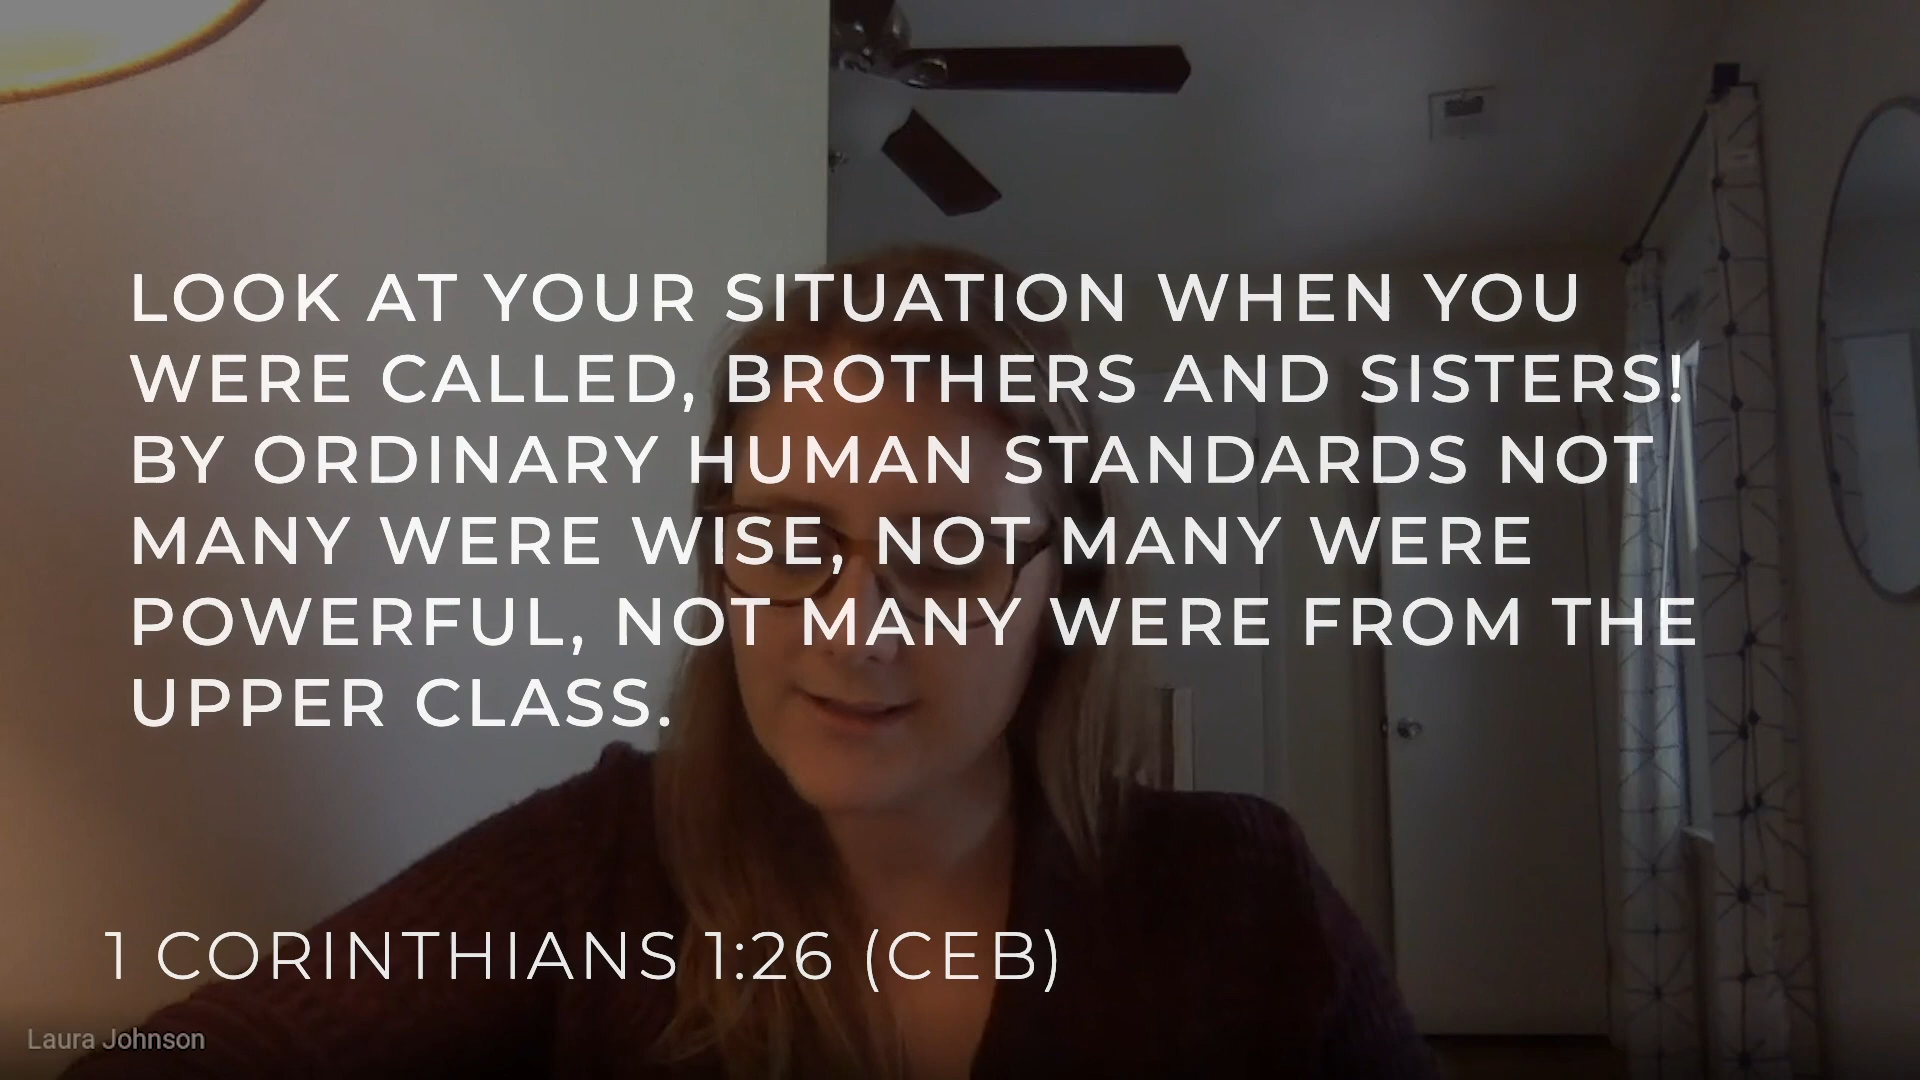 LOOK AT YOUR SITUATION WHEN YOU
WERE CALLED, BROTHERS AND SISTERS!
BY ORDINARY HUMAN STANDARDS NOT
MANY WERE WISE, NOT MANY WERE
POWERFUL, NOT MANY WERE FROM THE
UPPER CLASS.
1 CORINTHIANS 1:26 (CEB)
Laura Johnson